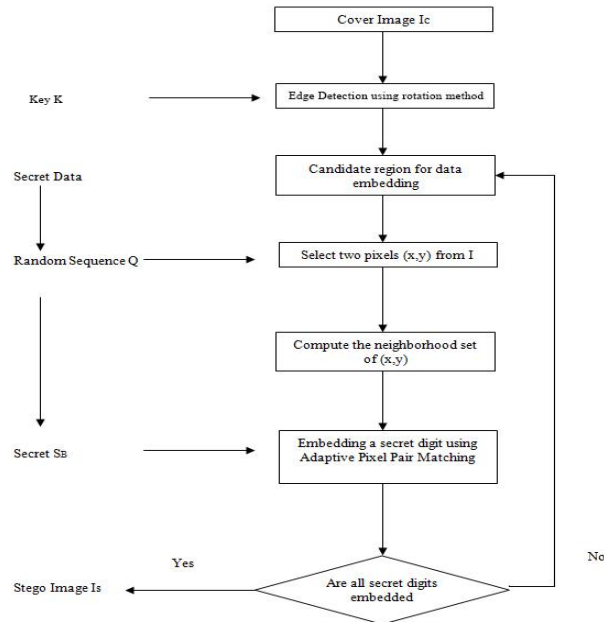 Cover Image Ic
Key K
Edge Detection using rotation method
Secret Data
Candidate region for data
embedding
Random Sequence Q
Select two pixels (x,y) from I
Compute the neighborhood set
of (x,y)
Secret SB
Embedding a secret digit using
Adaptive Pixel Pair Matching
Yes
No
Stego Image Is
Are all secret digits
embedded